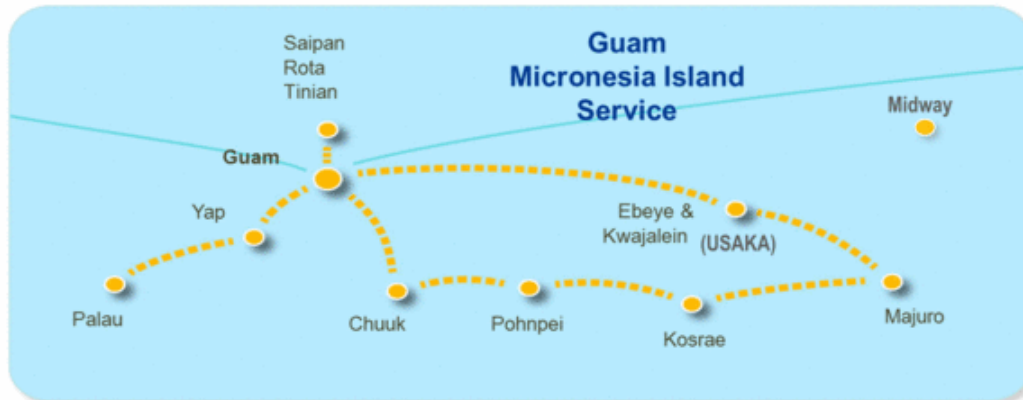 Saipan
Rota
Tinian
Guam
Micronesia Island
Service
Midway
Guam
Yap
Ebeye &
Kwajalein (USAKA)
Palau
Chuuk
Pohnpei
Kosrae
Majuro